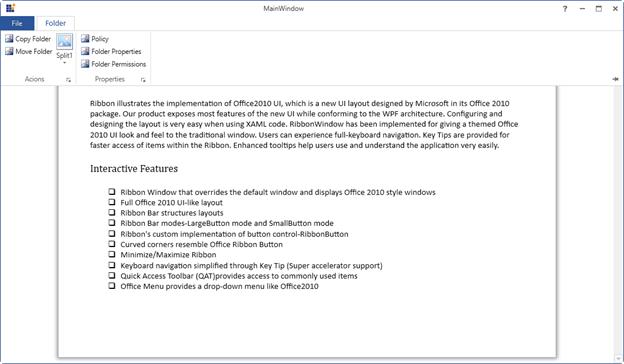 MainWindow
File Folder
Copy Folder
Move Folder
Split1
Policy
Folder Properties
Folder Permissions
Acions
Properties
Ribbon illustrates the implementation of Office2010 UI, which is a new UI layout designed by Microsoft in its Office 2010
package. Our product exposes most features of the new UI while conforming to the WPF architecture. Configuring and
designing the layout is very easy when using XAML code. RibbonWindow has been implemented for giving a themed Office
2010 UI look and feel to the traditional window. Users can experience full-keyboard navigation. Key Tips are provided for
faster access of items within the Ribbon. Enhanced tooltips help users use and understand the application very easily.
Interactive Features
Ribbon Window that overrides the default window and displays Office 2010 style windows
Full Office 2010 UI-like layout
Ribbon Bar structures layouts
Ribbon Bar modes-LargeButton mode and SmallButton mode
Ribbon's custom implementation of button control-RibbonButton
Curved corners resemble Office Ribbon Button
Minimize/Maximize Ribbon
Keyboard navigation simplified through Key Tip (Super accelerator support)
Quick Access Toolbar (QAT)provides access to commonly used items
Office Menu provides a drop-down menu like Office2010